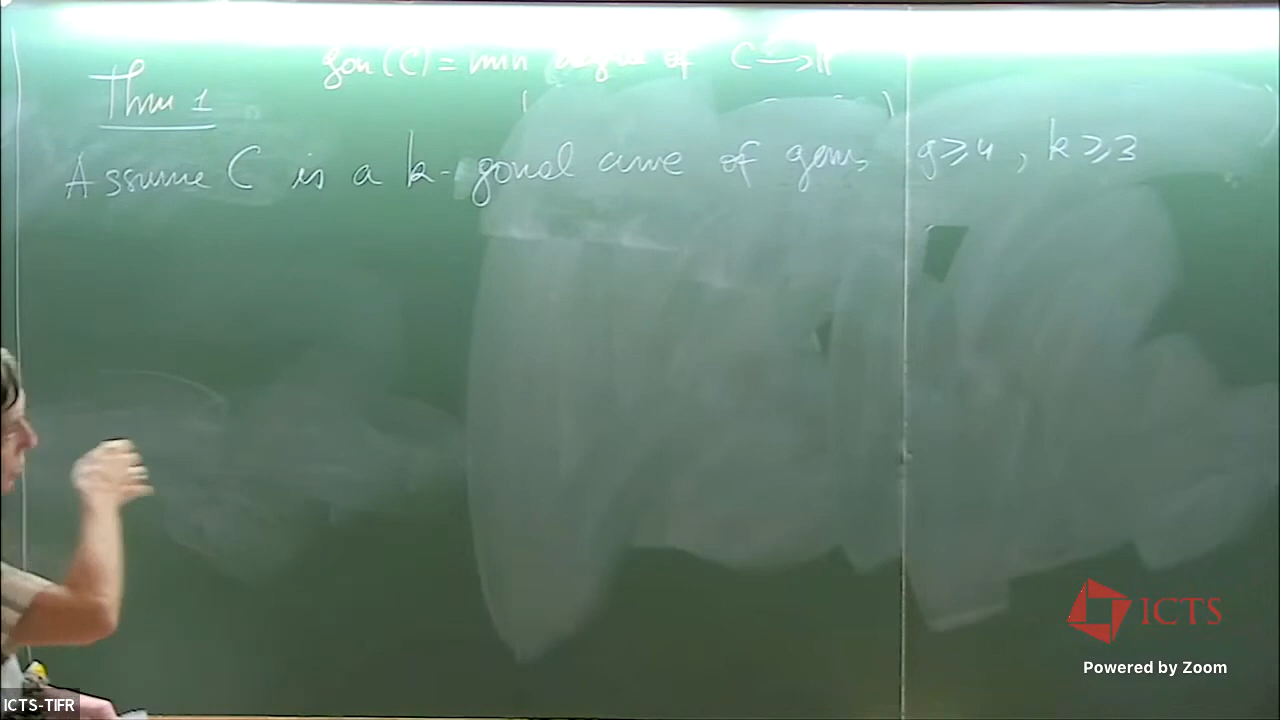 gon(C) = min degree of C → P
Thm 1
Assume C is a k-gonal curve of genus g ≥ 4, k ≥ 3
ICTS
Powered by Zoom
ICTS-TIFR